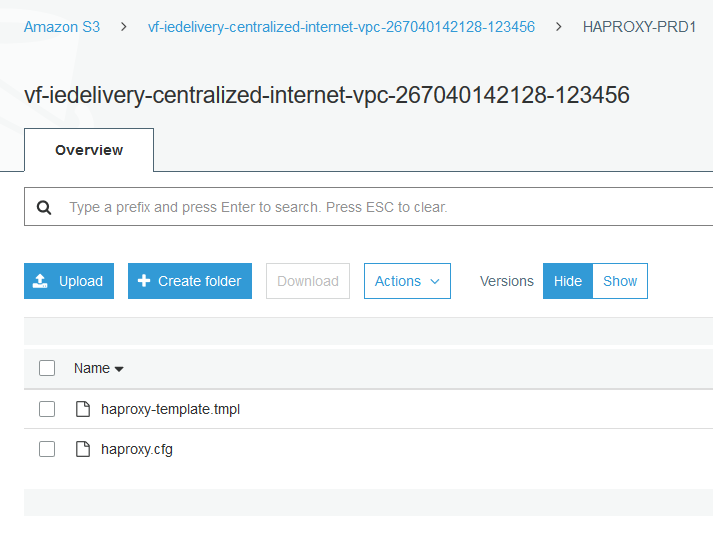 Amazon S3 > vf-iedelivery-centralized-internet-vpc-267040142128-123456 > HAPROXY-PRD1
vf-iedelivery-centralized-internet-vpc-267040142128-123456
Overview
Type a prefix and press Enter to search. Press ESC to clear.
Upload Create folder Download Actions Versions Hide Show
Name
haproxy-template.tmpl
haproxy.cfg